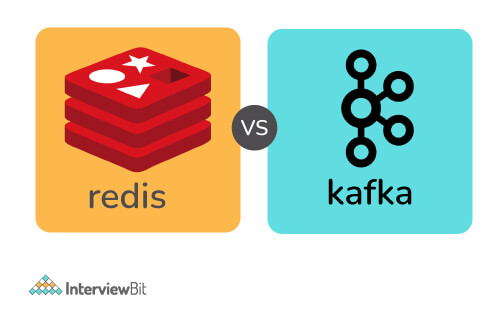 redis
VS
kafka
InterviewBit